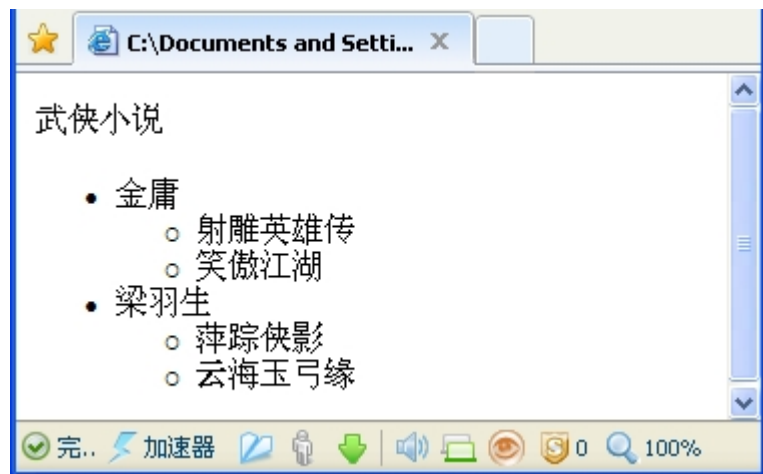 C:\Documents and Setti...
武侠小说
金庸
射雕英雄传
笑傲江湖
梁羽生
萍踪侠影
云海玉弓缘
完.. 加速器 0 100%